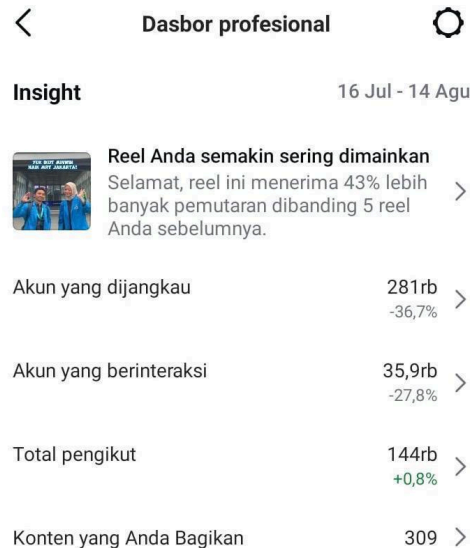 Dasbor profesional
Insight
16 Jul - 14 Agu
Reel Anda semakin sering dimainkan
Selamat, reel ini menerima 43% lebih
banyak pemutaran dibanding 5 reel
Anda sebelumnya.
Akun yang dijangkau
281rb
-36,7%
Akun yang berinteraksi
35,9rb
-27,8%
Total pengikut
144rb
+0,8%
Konten yang Anda Bagikan
309